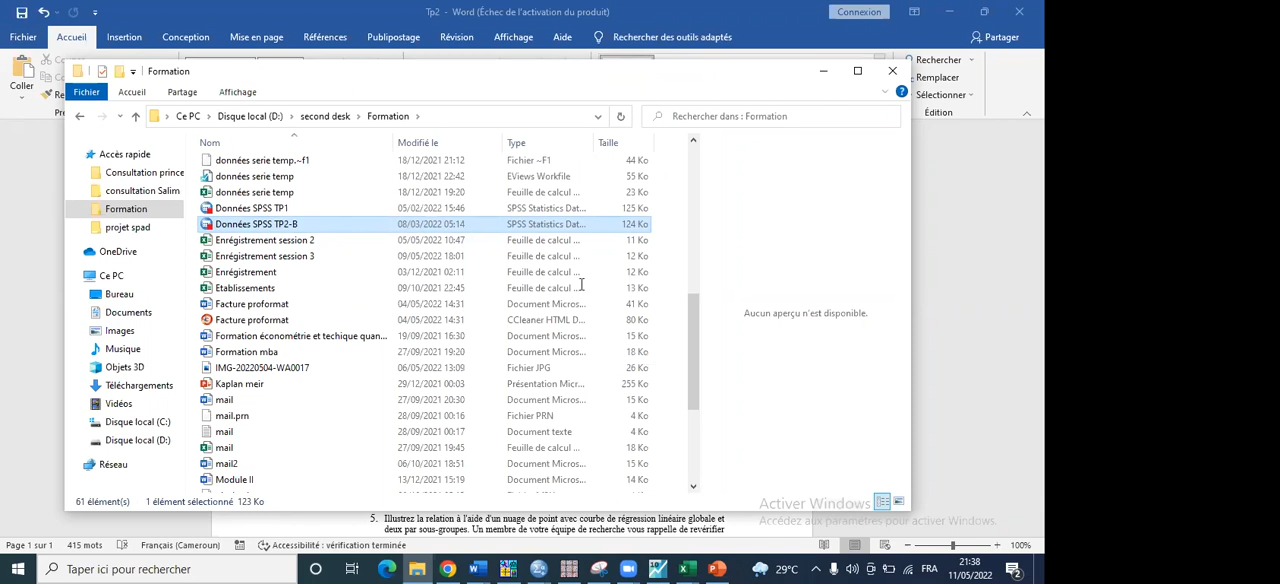 Tp2 - Word (Échec de l'activation du produit)
Connexion
Fichier Accueil Insertion Conception Mise en page Références Publipostage Révision Affichage Aide Rechercher des outils adaptés Partager
Coller
Rechercher
Remplacer
Sélectionner
Édition
Formation
Fichier Accueil Partage Affichage
Ce PC > Disque local (D:) > second desk > Formation >
Rechercher dans : Formation
Accès rapide
Consultation prince
consultation Salim
Formation
projet spad
OneDrive
Ce PC
Bureau
Documents
Images
Musique
Objets 3D
Téléchargements
Vidéos
Disque local (C:)
Disque local (D:)
Réseau
Nom Modifié le Type Taille
données serie temp.~f1 18/12/2021 21:12 Fichier ~F1 44 Ko
données serie temp 18/12/2021 22:42 EViews Workfile 55 Ko
données serie temp 18/12/2021 19:20 Feuille de calcul ... 23 Ko
Données SPSS TP1 05/02/2022 15:46 SPSS Statistics Dat... 125 Ko
Données SPSS TP2-B 08/03/2022 05:14 SPSS Statistics Dat... 124 Ko
Enrégistrement session 2 05/05/2022 10:47 Feuille de calcul ... 11 Ko
Enrégistrement session 3 09/05/2022 18:01 Feuille de calcul ... 12 Ko
Enrégistrement 03/12/2021 02:11 Feuille de calcul ... 12 Ko
Etablissements 09/10/2021 22:45 Feuille de calcul ... 13 Ko
Facture proformat 04/05/2022 14:31 Document Micros... 41 Ko
Facture proformat 04/05/2022 14:31 CCleaner HTML D... 80 Ko
Formation économétrie et techique quan... 19/09/2021 16:30 Document Micros... 15 Ko
Formation mba 27/09/2021 19:20 Document Micros... 18 Ko
IMG-20220504-WA0017 06/05/2022 13:09 Fichier JPG 26 Ko
Kaplan meir 29/12/2021 00:03 Présentation Micr... 255 Ko
mail 27/09/2021 20:30 Document Micros... 15 Ko
mail.prn 28/09/2021 00:16 Fichier PRN 4 Ko
mail 28/09/2021 00:17 Document texte 4 Ko
mail 27/09/2021 19:45 Feuille de calcul ... 18 Ko
mail2 06/10/2021 18:51 Document Micros... 15 Ko
Module II 13/12/2021 15:19 Document Micros... 14 Ko
Aucun aperçu n'est disponible.
61 élément(s) 1 élément sélectionné 123 Ko
Activer Windows
Accédez aux paramètres pour activer Windows.
5. Illustrez la relation à l'aide d'un nuage de point avec courbe de régression linéaire globale et
deux par sous-groupes. Un membre de votre équipe de recherche vous rappelle de revérifier
Page 1 sur 1 415 mots Français (Cameroun) Accessibilité : vérification terminée 100%
Taper ici pour rechercher
29°C
FRA
21:38
11/05/2022
2